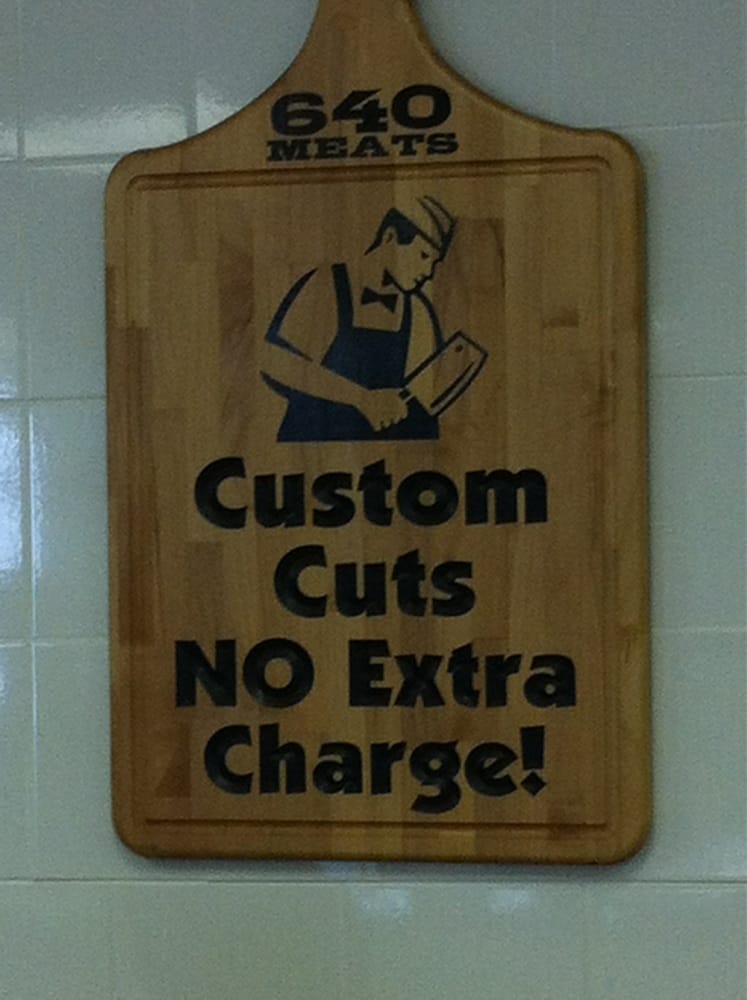 640
MEATS
Custom
Cuts
NO Extra
Charge!